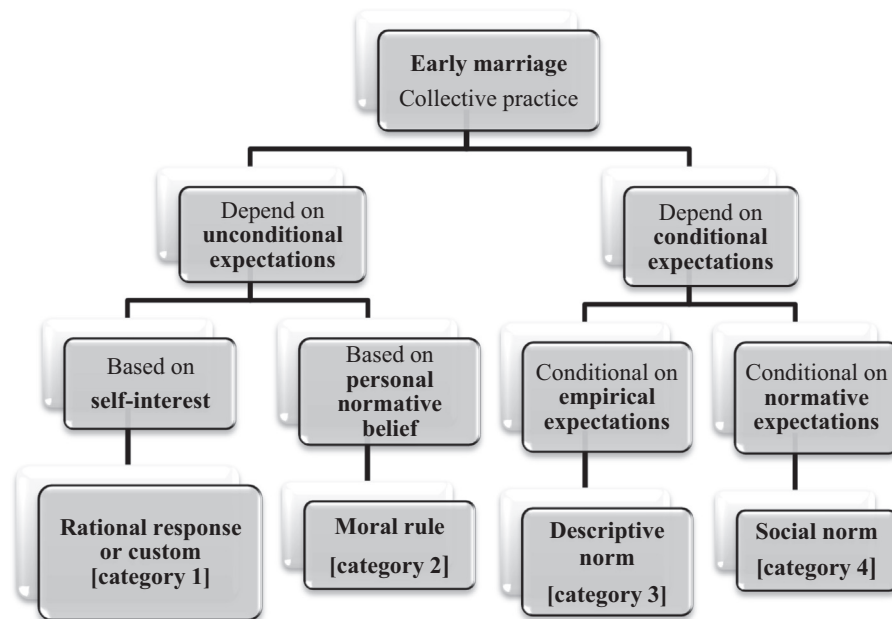 Early marriage
Collective practice
Depend on
unconditional
expectations
Depend on
conditional
expectations
Based on
self-interest
Based on
personal
normative
belief
Conditional on
empirical
expectations
Conditional on
normative
expectations
Rational response
or custom
[category 1]
Moral rule
[category 2]
Descriptive
norm
[category 3]
Social norm
[category 4]